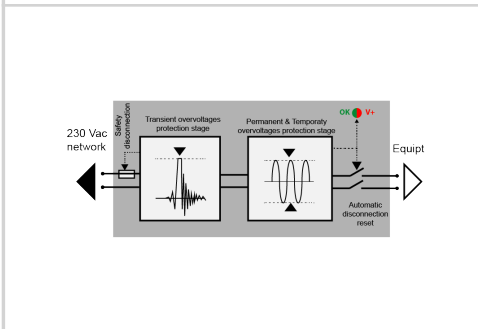 230 Vac
network
Safety
disconnection
Transient overvoltages
protection stage
Permanent & Temporaty
overvoltages protection stage
OK V+
Equipt
Automatic
disconnection
reset